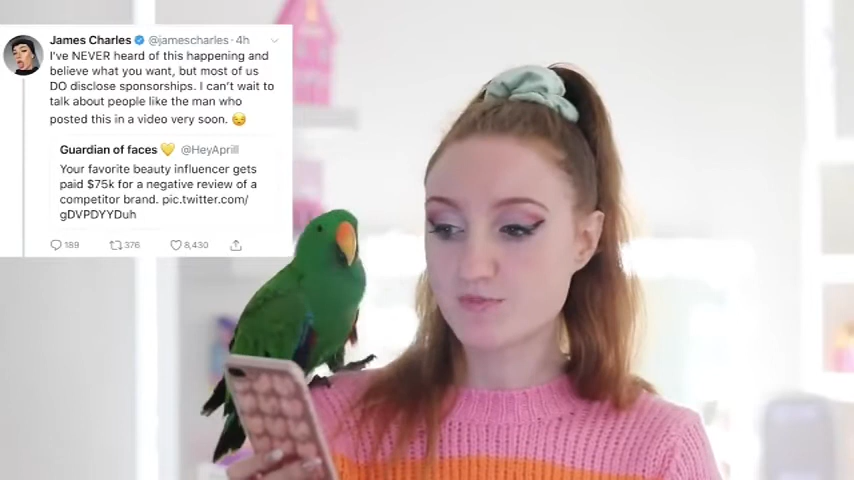 James Charles @jamescharles · 4h
I've NEVER heard of this happening and
believe what you want, but most of us
DO disclose sponsorships. I can't wait to
talk about people like the man who
posted this in a video very soon. 😔
Guardian of faces 💛 @HeyAprill
Your favorite beauty influencer gets
paid $75k for a negative review of a
competitor brand. pic.twitter.com/
gDVPDYYDuh
189 376 8,430